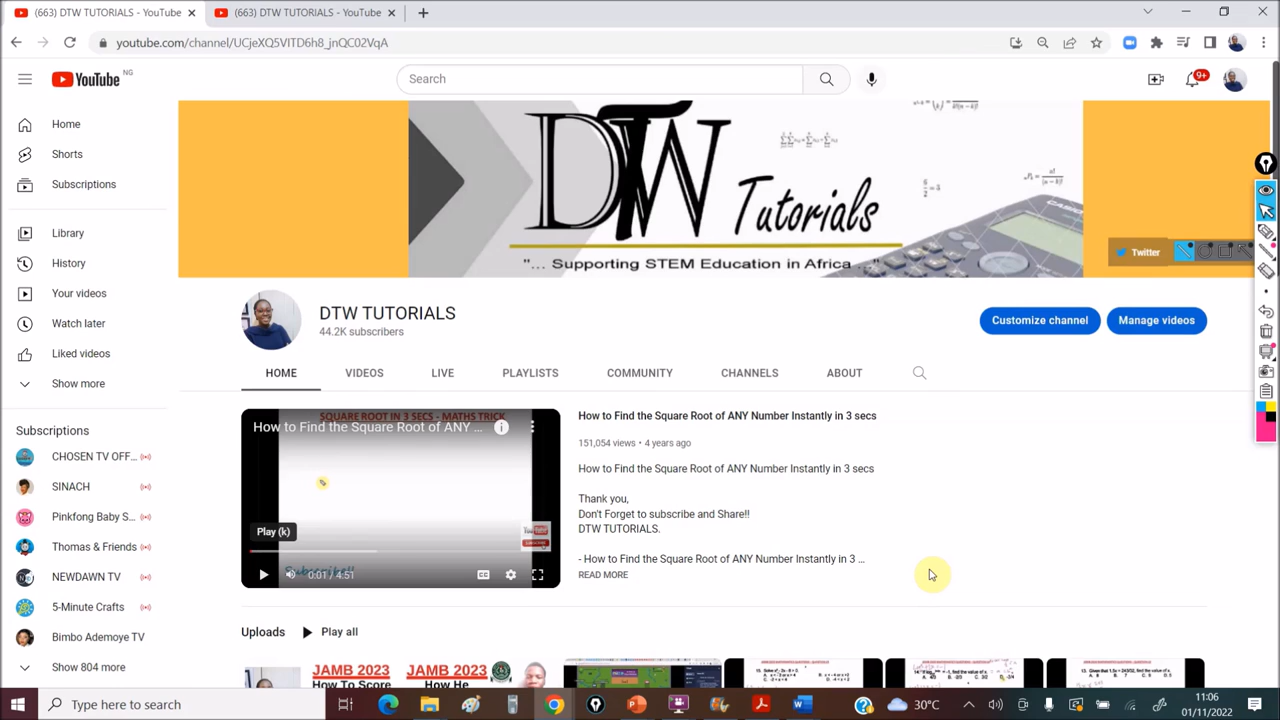 (663) DTW TUTORIALS - YouTube
(663) DTW TUTORIALS - YouTube
youtube.com/channel/UCjeXQ5VITD6h8_jnQC02VqA
YouTube NG
Search
9+
Home
Shorts
Subscriptions
Library
History
Your videos
Watch later
Liked videos
Show more
Subscriptions
CHOSEN TV OFF...
SINACH
Pinkfong Baby S...
Thomas & Friends
NEWDAWN TV
5-Minute Crafts
Bimbo Ademoye TV
Show 804 more
DTW Tutorials
CASIO
"... Supporting STEM Education in Africa ...
Twitter
DTW TUTORIALS
44.2K subscribers
Customize channel
Manage videos
HOME
VIDEOS
LIVE
PLAYLISTS
COMMUNITY
CHANNELS
ABOUT
SQUARE ROOT IN 3 SECS - MATHS TRICK
How to Find the Square Root of ANY ...
Play (k)
Subscribe!!
0:01 / 4:51
How to Find the Square Root of ANY Number Instantly in 3 secs
151,054 views • 4 years ago
How to Find the Square Root of ANY Number Instantly in 3 secs
Thank you,
Don't Forget to subscribe and Share!!
DTW TUTORIALS.
- How to Find the Square Root of ANY Number Instantly in 3 ...
READ MORE
Uploads
Play all
JAMB 2023
JAMB 2023
How To Sco
Type here to search
30°C
11:06
01/11/2022